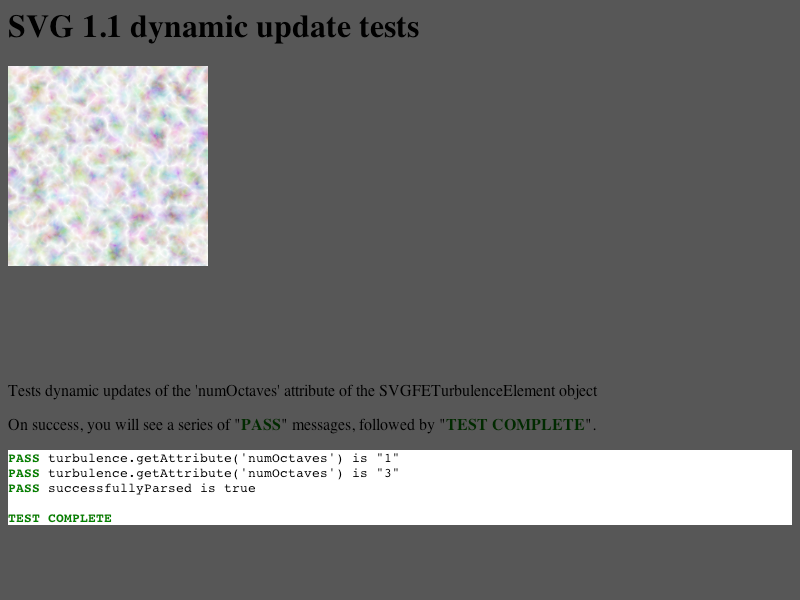 SVG 1.1 dynamic update tests
Tests dynamic updates of the 'numOctaves' attribute of the SVGFETurbulenceElement object
On success, you will see a series of "PASS" messages, followed by "TEST COMPLETE".
PASS turbulence.getAttribute('numOctaves') is "1"
PASS turbulence.getAttribute('numOctaves') is "3"
PASS successfullyParsed is true
TEST COMPLETE